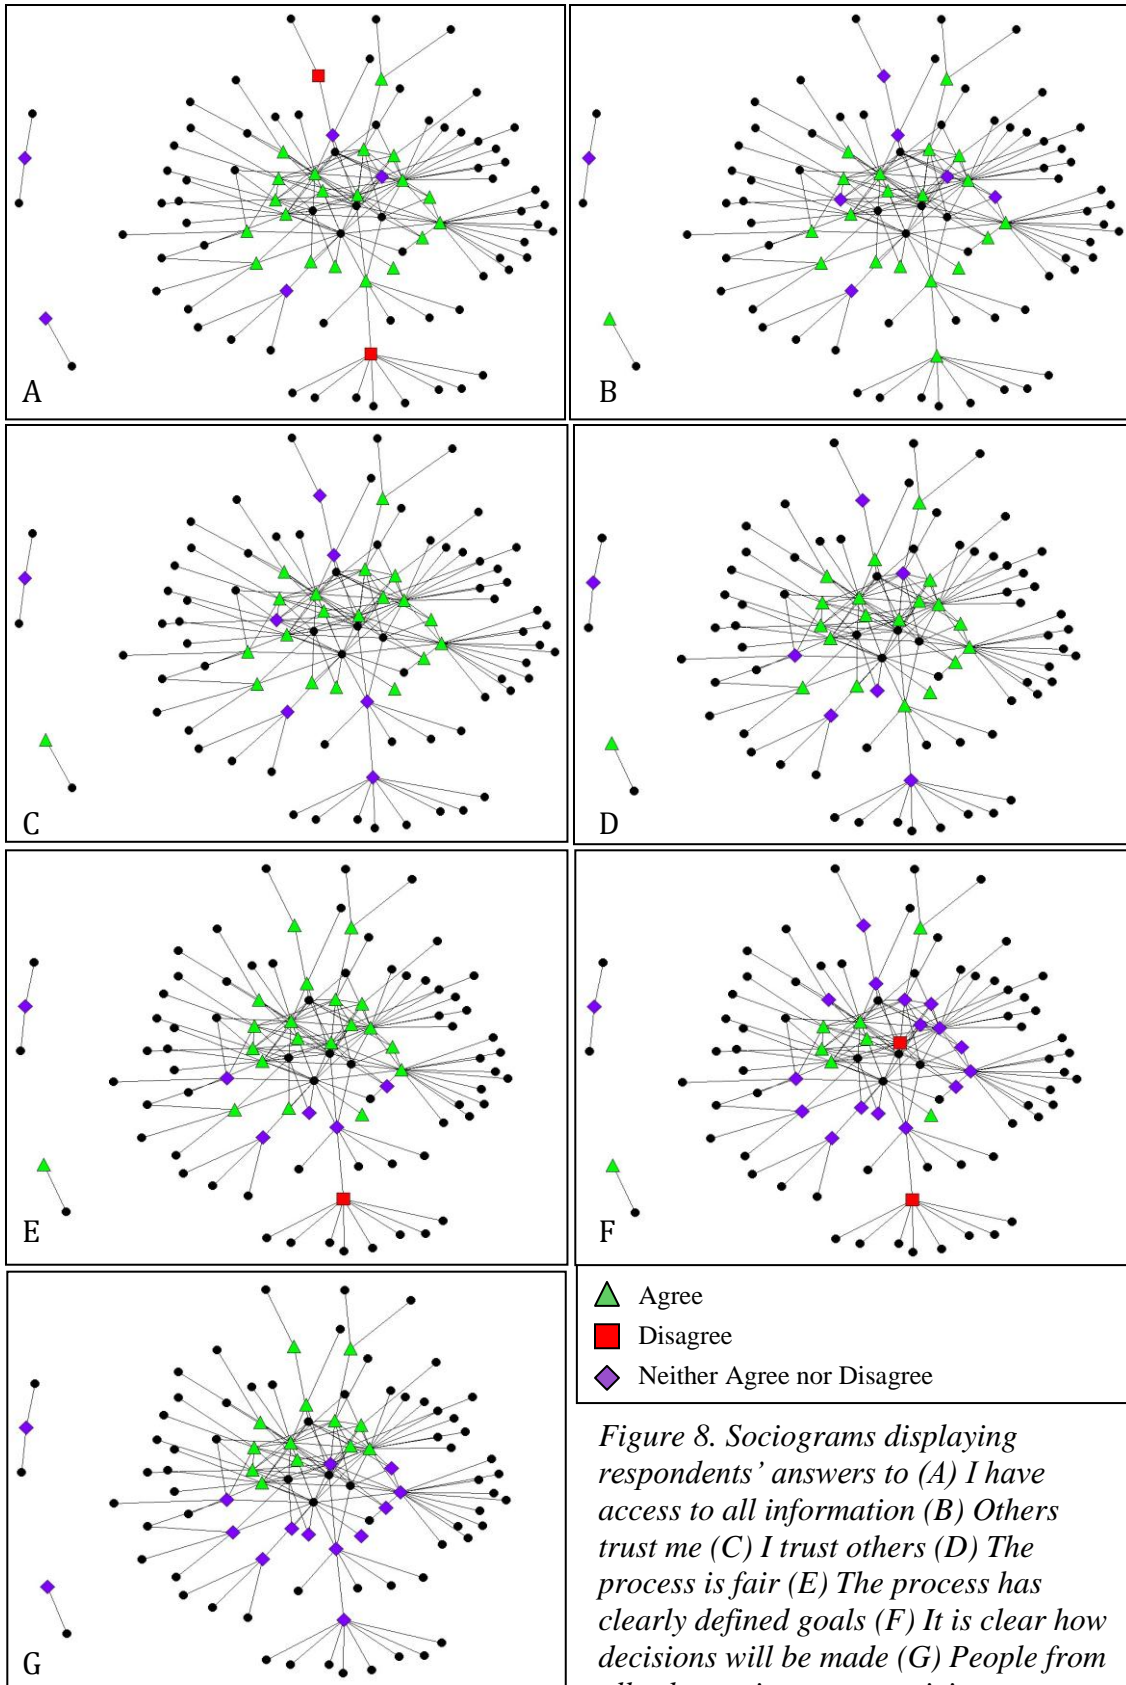 A
B
C
D
E
F
G
Agree
Disagree
Neither Agree nor Disagree
Figure 8. Sociograms displaying
respondents’ answers to (A) I have
access to all information (B) Others
trust me (C) I trust others (D) The
process is fair (E) The process has
clearly defined goals (F) It is clear how
decisions will be made (G) People from